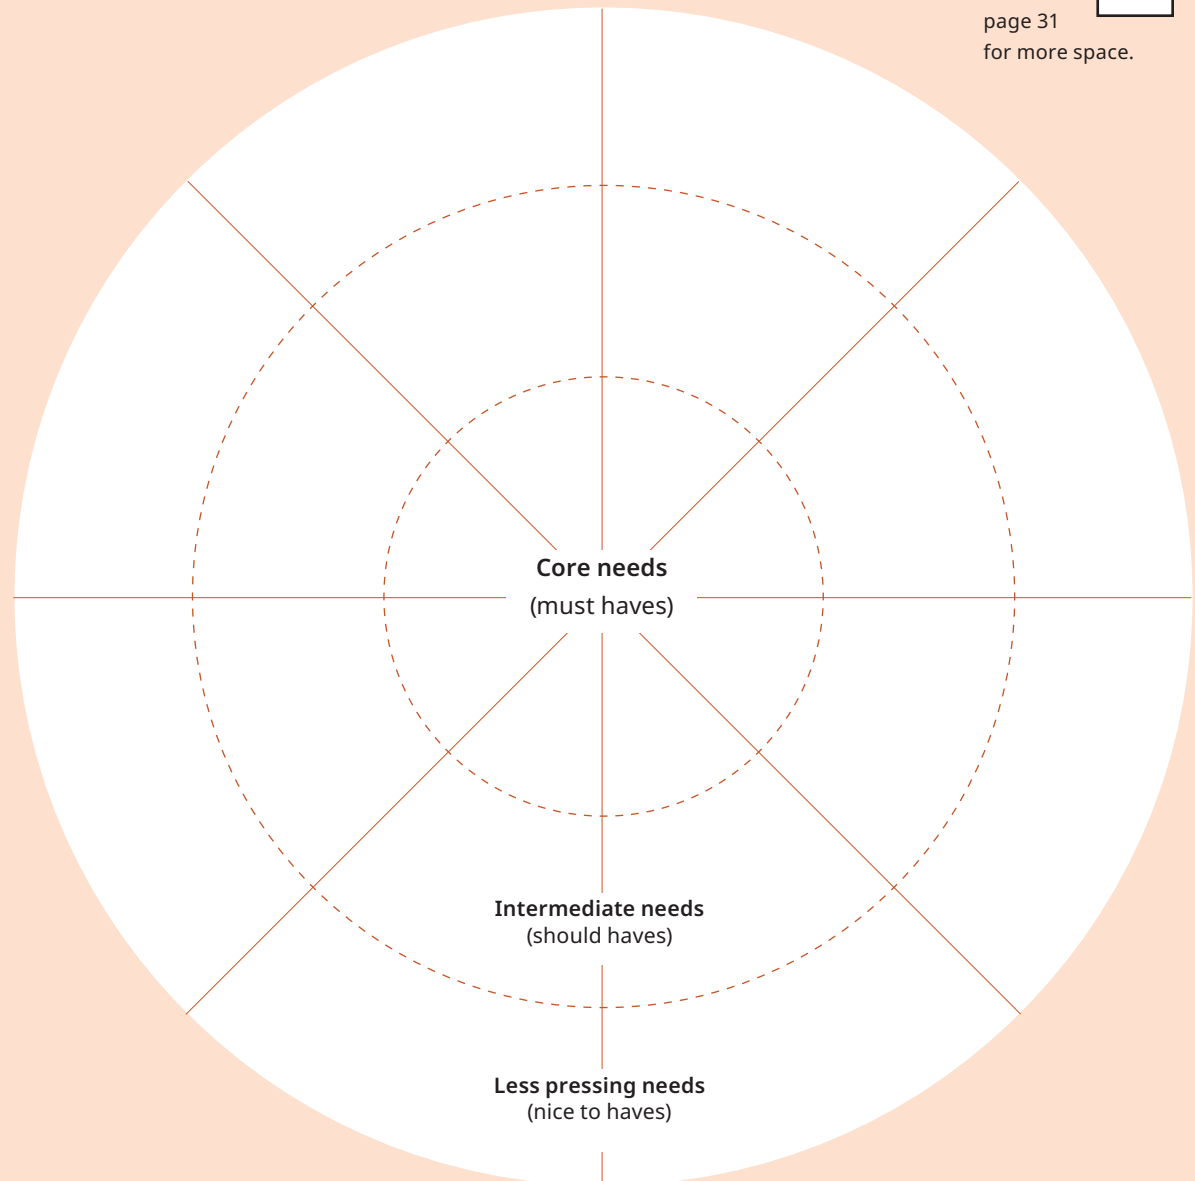 page 31
for more space.
Core needs
(must haves)
Intermediate needs
(should haves)
Less pressing needs
(nice to haves)